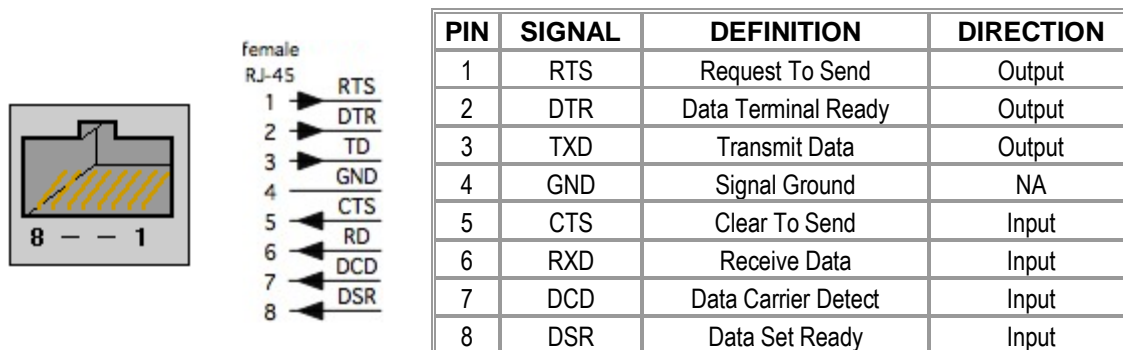 8 – – 1
female
RJ-45
1 RTS
2 DTR
3 TD
4 GND
5 CTS
6 RD
7 DCD
8 DSR
PIN SIGNAL DEFINITION DIRECTION
1 RTS Request To Send Output
2 DTR Data Terminal Ready Output
3 TXD Transmit Data Output
4 GND Signal Ground NA
5 CTS Clear To Send Input
6 RXD Receive Data Input
7 DCD Data Carrier Detect Input
8 DSR Data Set Ready Input